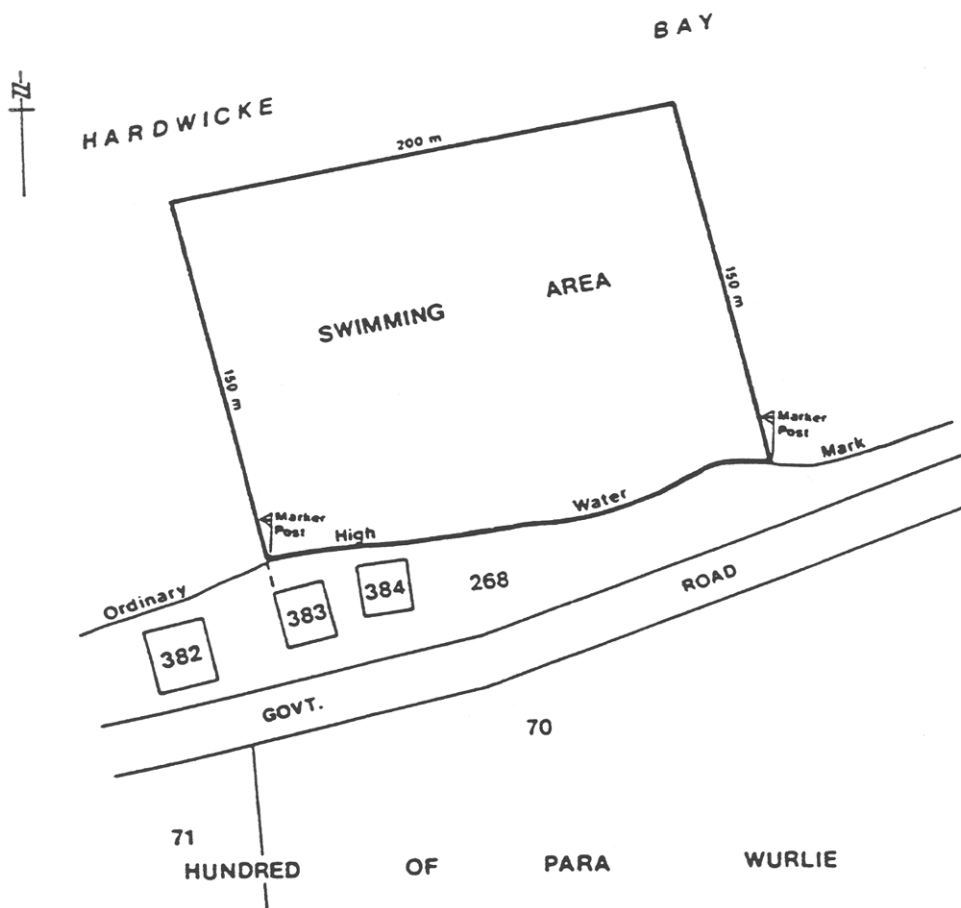 BAY
HARDWICKE
200 m
SWIMMING AREA
150 m
150 m
Marker
Post
Marker
Post
Ordinary High Water Mark
382
383
384
268
GOVT. ROAD
70
71
HUNDRED OF PARA WURLIE